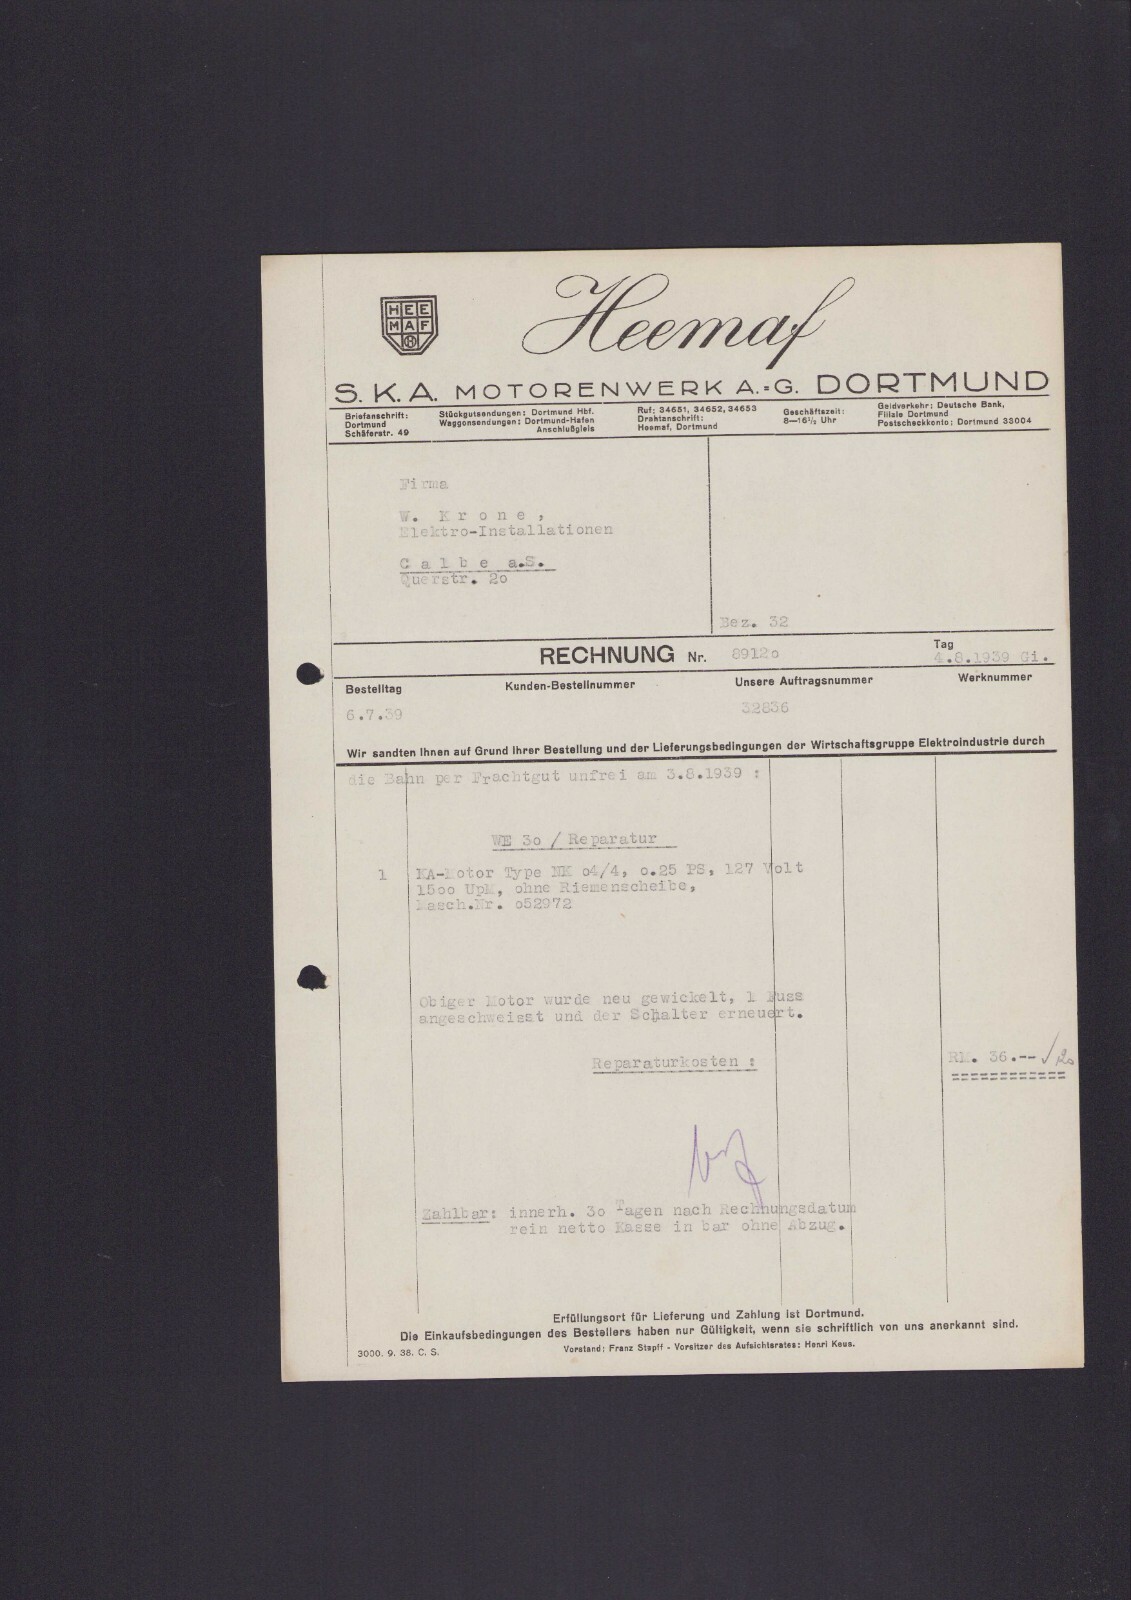 HEE
MAF
H
Heemaf
S.K.A. MOTORENWERK A.=G. DORTMUND
Briefanschrift:
Dortmund
Schäferstr. 49
Stückgutsendungen: Dortmund Hbf.
Waggonsendungen: Dortmund-Hafen
Anschlußgleis
Ruf: 34651, 34652, 34653
Drahtanschrift:
Heemaf, Dortmund
Geschäftszeit:
8—16½ Uhr
Geldverkehr: Deutsche Bank,
Filiale Dortmund
Postscheckkonto: Dortmund 33004
Firma
W. K r o n e ,
Elektro-Installationen
C a l b e a.S.
Querstr. 2o
Bez. 32
RECHNUNG Nr. 8912o
Tag
4.8.1939 Gi.
Bestelltag Kunden-Bestellnummer Unsere Auftragsnummer Werknummer
6.7.39 32836
Wir sandten Ihnen auf Grund Ihrer Bestellung und der Lieferungsbedingungen der Wirtschaftsgruppe Elektroindustrie durch
die Bahn per Frachtgut unfrei am 3.8.1939 :
WE 3o / Reparatur
1 KA-Motor Type NK o4/4, o.25 PS, 127 Volt
15oo UpM, ohne Riemenscheibe,
Masch.Nr. o52972
Obiger Motor wurde neu gewickelt, 1 Fuss
angeschweisst und der Schalter erneuert.
Reparaturkosten : RM. 36.--
============
Zahlbar: innerh. 3o Tagen nach Rechnungsdatum
rein netto Kasse in bar ohne Abzug.
Erfüllungsort für Lieferung und Zahlung ist Dortmund.
Die Einkaufsbedingungen des Bestellers haben nur Gültigkeit, wenn sie schriftlich von uns anerkannt sind.
3000. 9. 38. C. S.
Vorstand: Franz Stapff - Vorsitzer des Aufsichtsrates: Henri Keus.